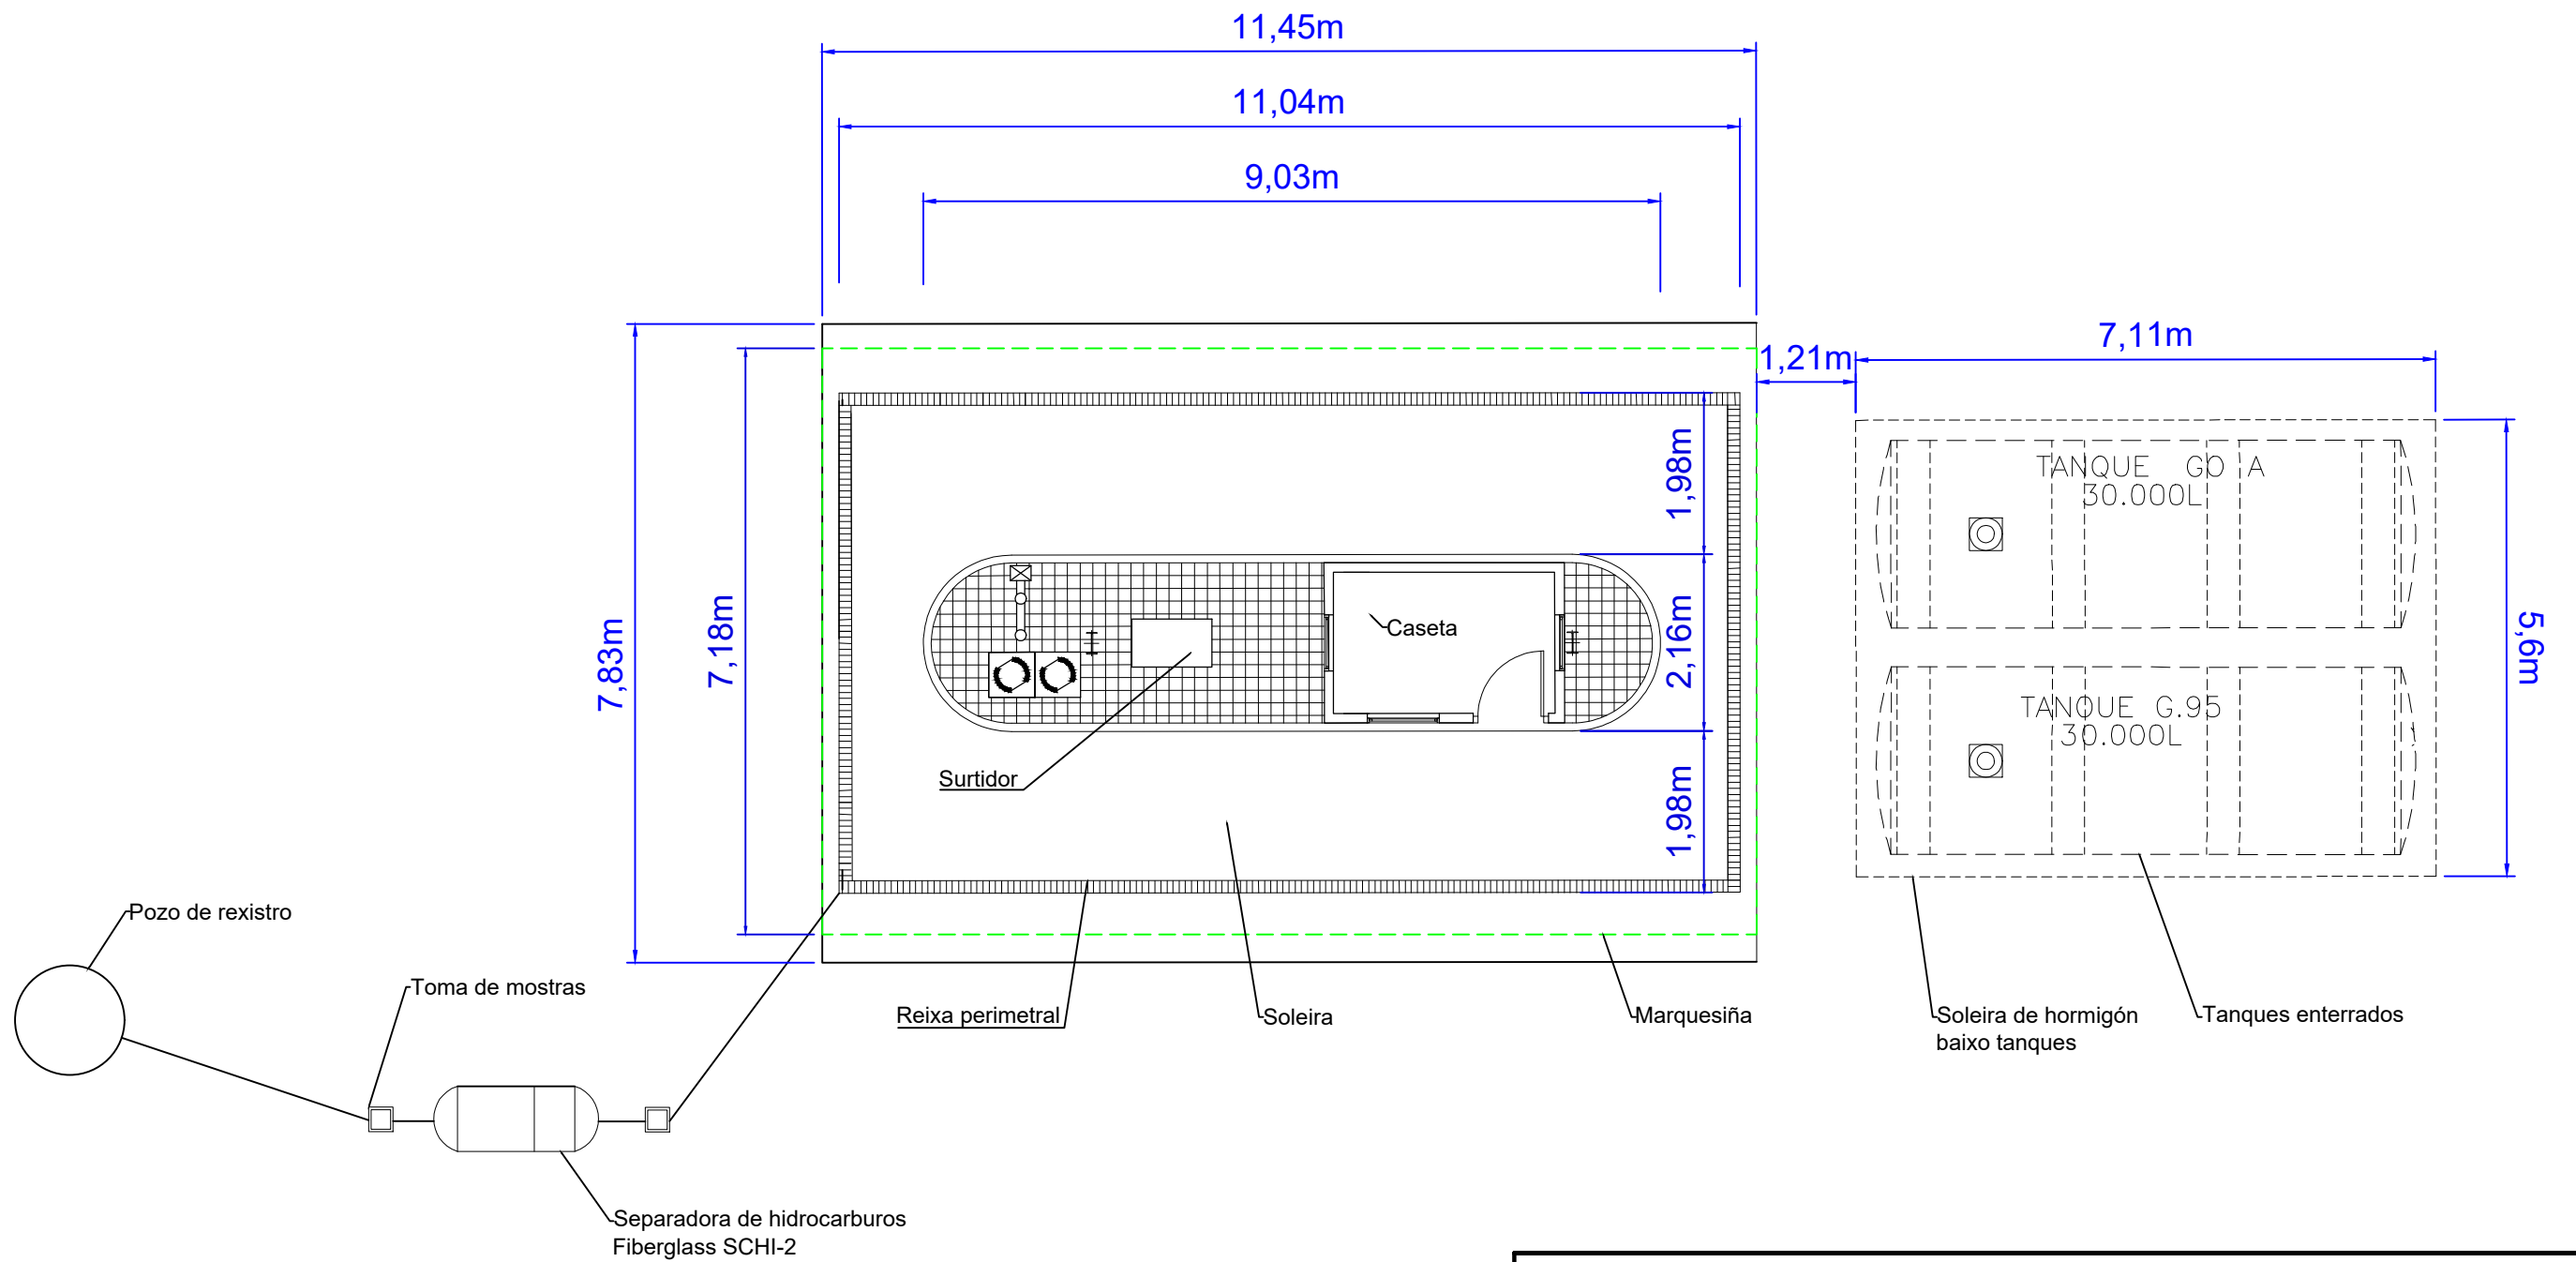 11,45m
11,04m
9,03m
7,11m
1,21m
1,98m
TANQUE GO A
30.000L
7,83m
7,18m
Caseta
2,16m
5,6m
TANQUE G.95
30.000L
Surtidor
1,98m
Pozo de rexistro
Toma de mostras
Reixa perimetral
Soleira
Marquesiña
Soleira de hormigón
baixo tanques
Tanques enterrados
Separadora de hidrocarburos
Fiberglass SCHI-2